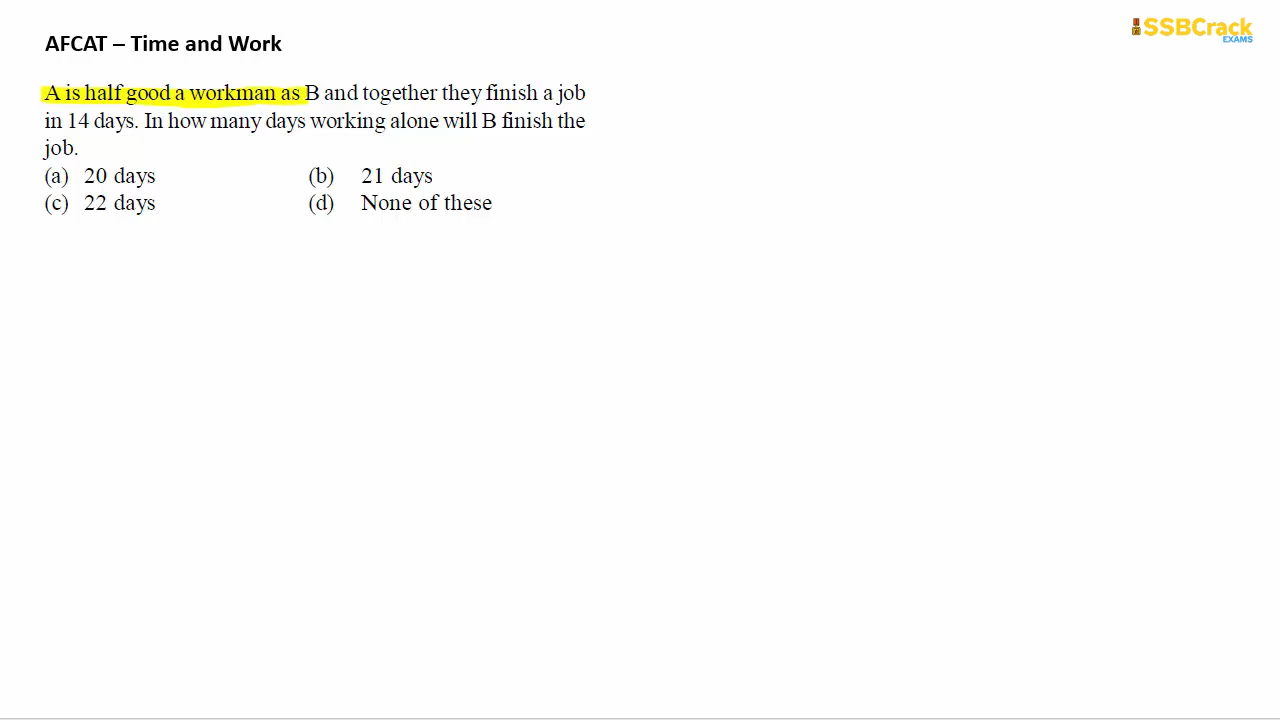 SSBCrack
EXAMS
AFCAT – Time and Work
A is half good a workman as B and together they finish a job
in 14 days. In how many days working alone will B finish the
job.
(a) 20 days (b) 21 days
(c) 22 days (d) None of these